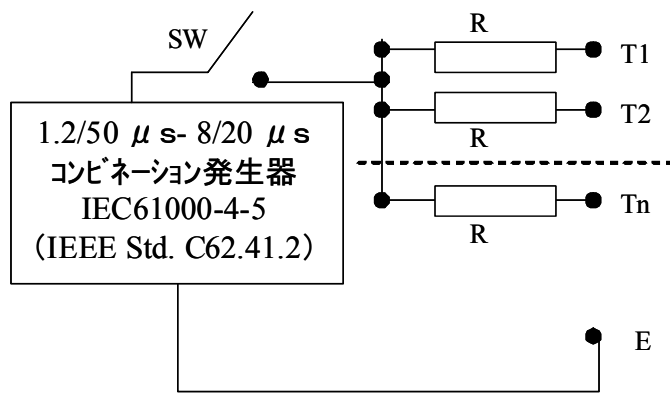 SW
R
T1
T2
R
1.2/50 μs- 8/20 μs
コンビネーション発生器
IEC61000-4-5
（IEEE Std. C62.41.2）
Tn
R
E